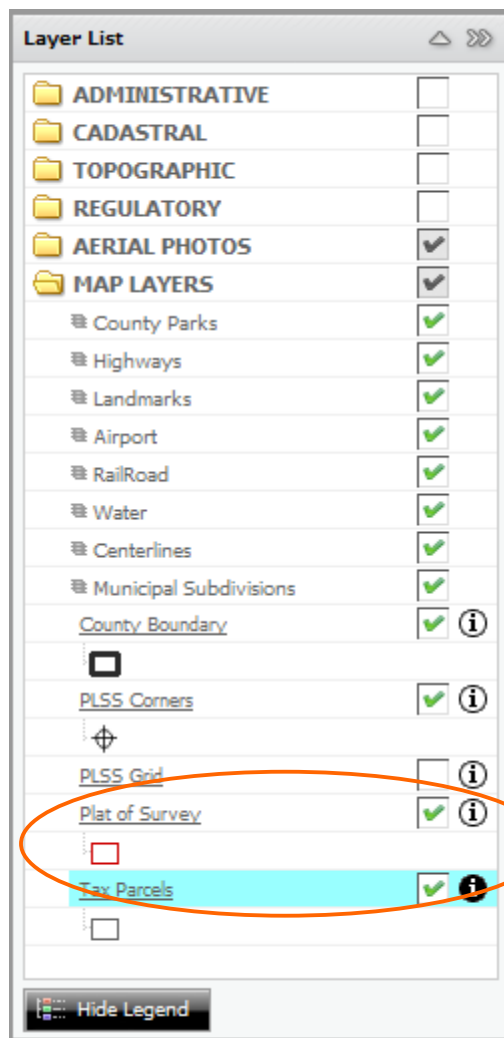 Layer List
ADMINISTRATIVE
CADASTRAL
TOPOGRAPHIC
REGULATORY
AERIAL PHOTOS
MAP LAYERS
County Parks
Highways
Landmarks
Airport
RailRoad
Water
Centerlines
Municipal Subdivisions
County Boundary
PLSS Corners
PLSS Grid
Plat of Survey
Tax Parcels
Hide Legend